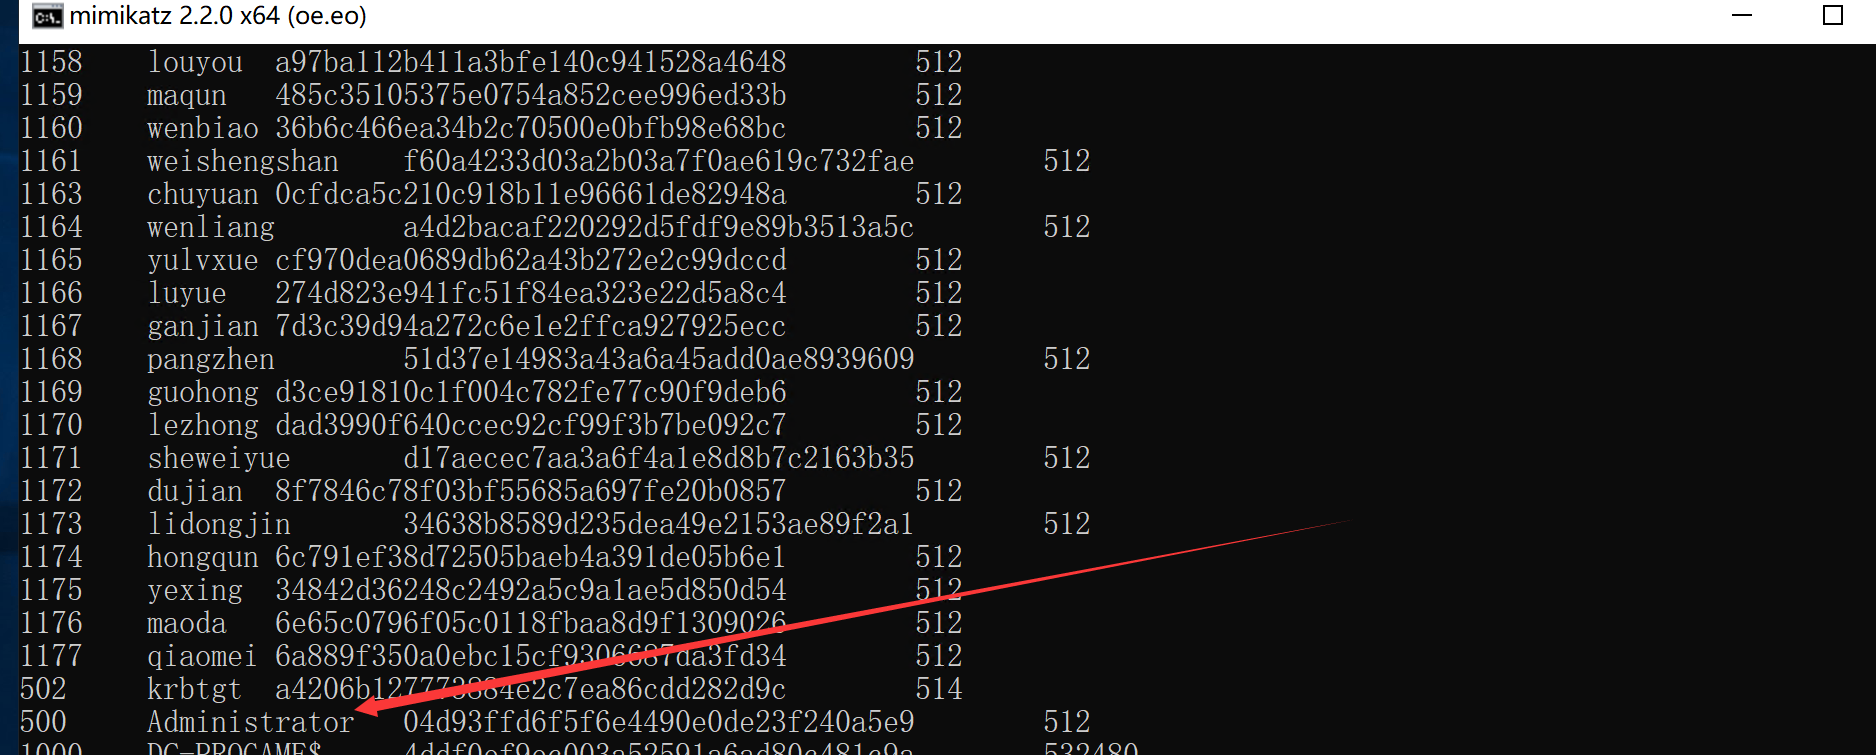 mimikatz 2.2.0 x64 (oe.eo)
1158 louyou a97ba112b411a3bfe140c941528a4648 512
1159 maqun 485c35105375e0754a852cee996ed33b 512
1160 wenbiao 36b6c466ea34b2c70500e0bfb98e68bc 512
1161 weishengshan f60a4233d03a2b03a7f0ae619c732fae 512
1163 chuyuan 0cfdca5c210c918b11e96661de82948a 512
1164 wenliang a4d2bacaf220292d5fdf9e89b3513a5c 512
1165 yulvxue cf970dea0689db62a43b272e2c99dccd 512
1166 luyue 274d823e941fc51f84ea323e22d5a8c4 512
1167 ganjian 7d3c39d94a272c6e1e2ffca927925ecc 512
1168 pangzhen 51d37e14983a43a6a45add0ae8939609 512
1169 guohong d3ce91810c1f004c782fe77c90f9deb6 512
1170 lezhong dad3990f640ccec92cf99f3b7be092c7 512
1171 sheweiyue d17aecec7aa3a6f4a1e8d8b7c2163b35 512
1172 dujian 8f7846c78f03bf55685a697fe20b0857 512
1173 lidongjin 34638b8589d235dea49e2153ae89f2a1 512
1174 hongqun 6c791ef38d72505baeb4a391de05b6e1 512
1175 yexing 34842d36248c2492a5c9a1ae5d850d54 512
1176 maoda 6e65c0796f05c0118fbaa8d9f1309026 512
1177 qiaomei 6a889f350a0ebc15cf9306687da3fd34 512
502 krbtgt a4206b127773884e2c7ea86cdd282d9c 514
500 Administrator 04d93ffd6f5f6e4490e0de23f240a5e9 512
1000 DC-PROGAME$ 532480